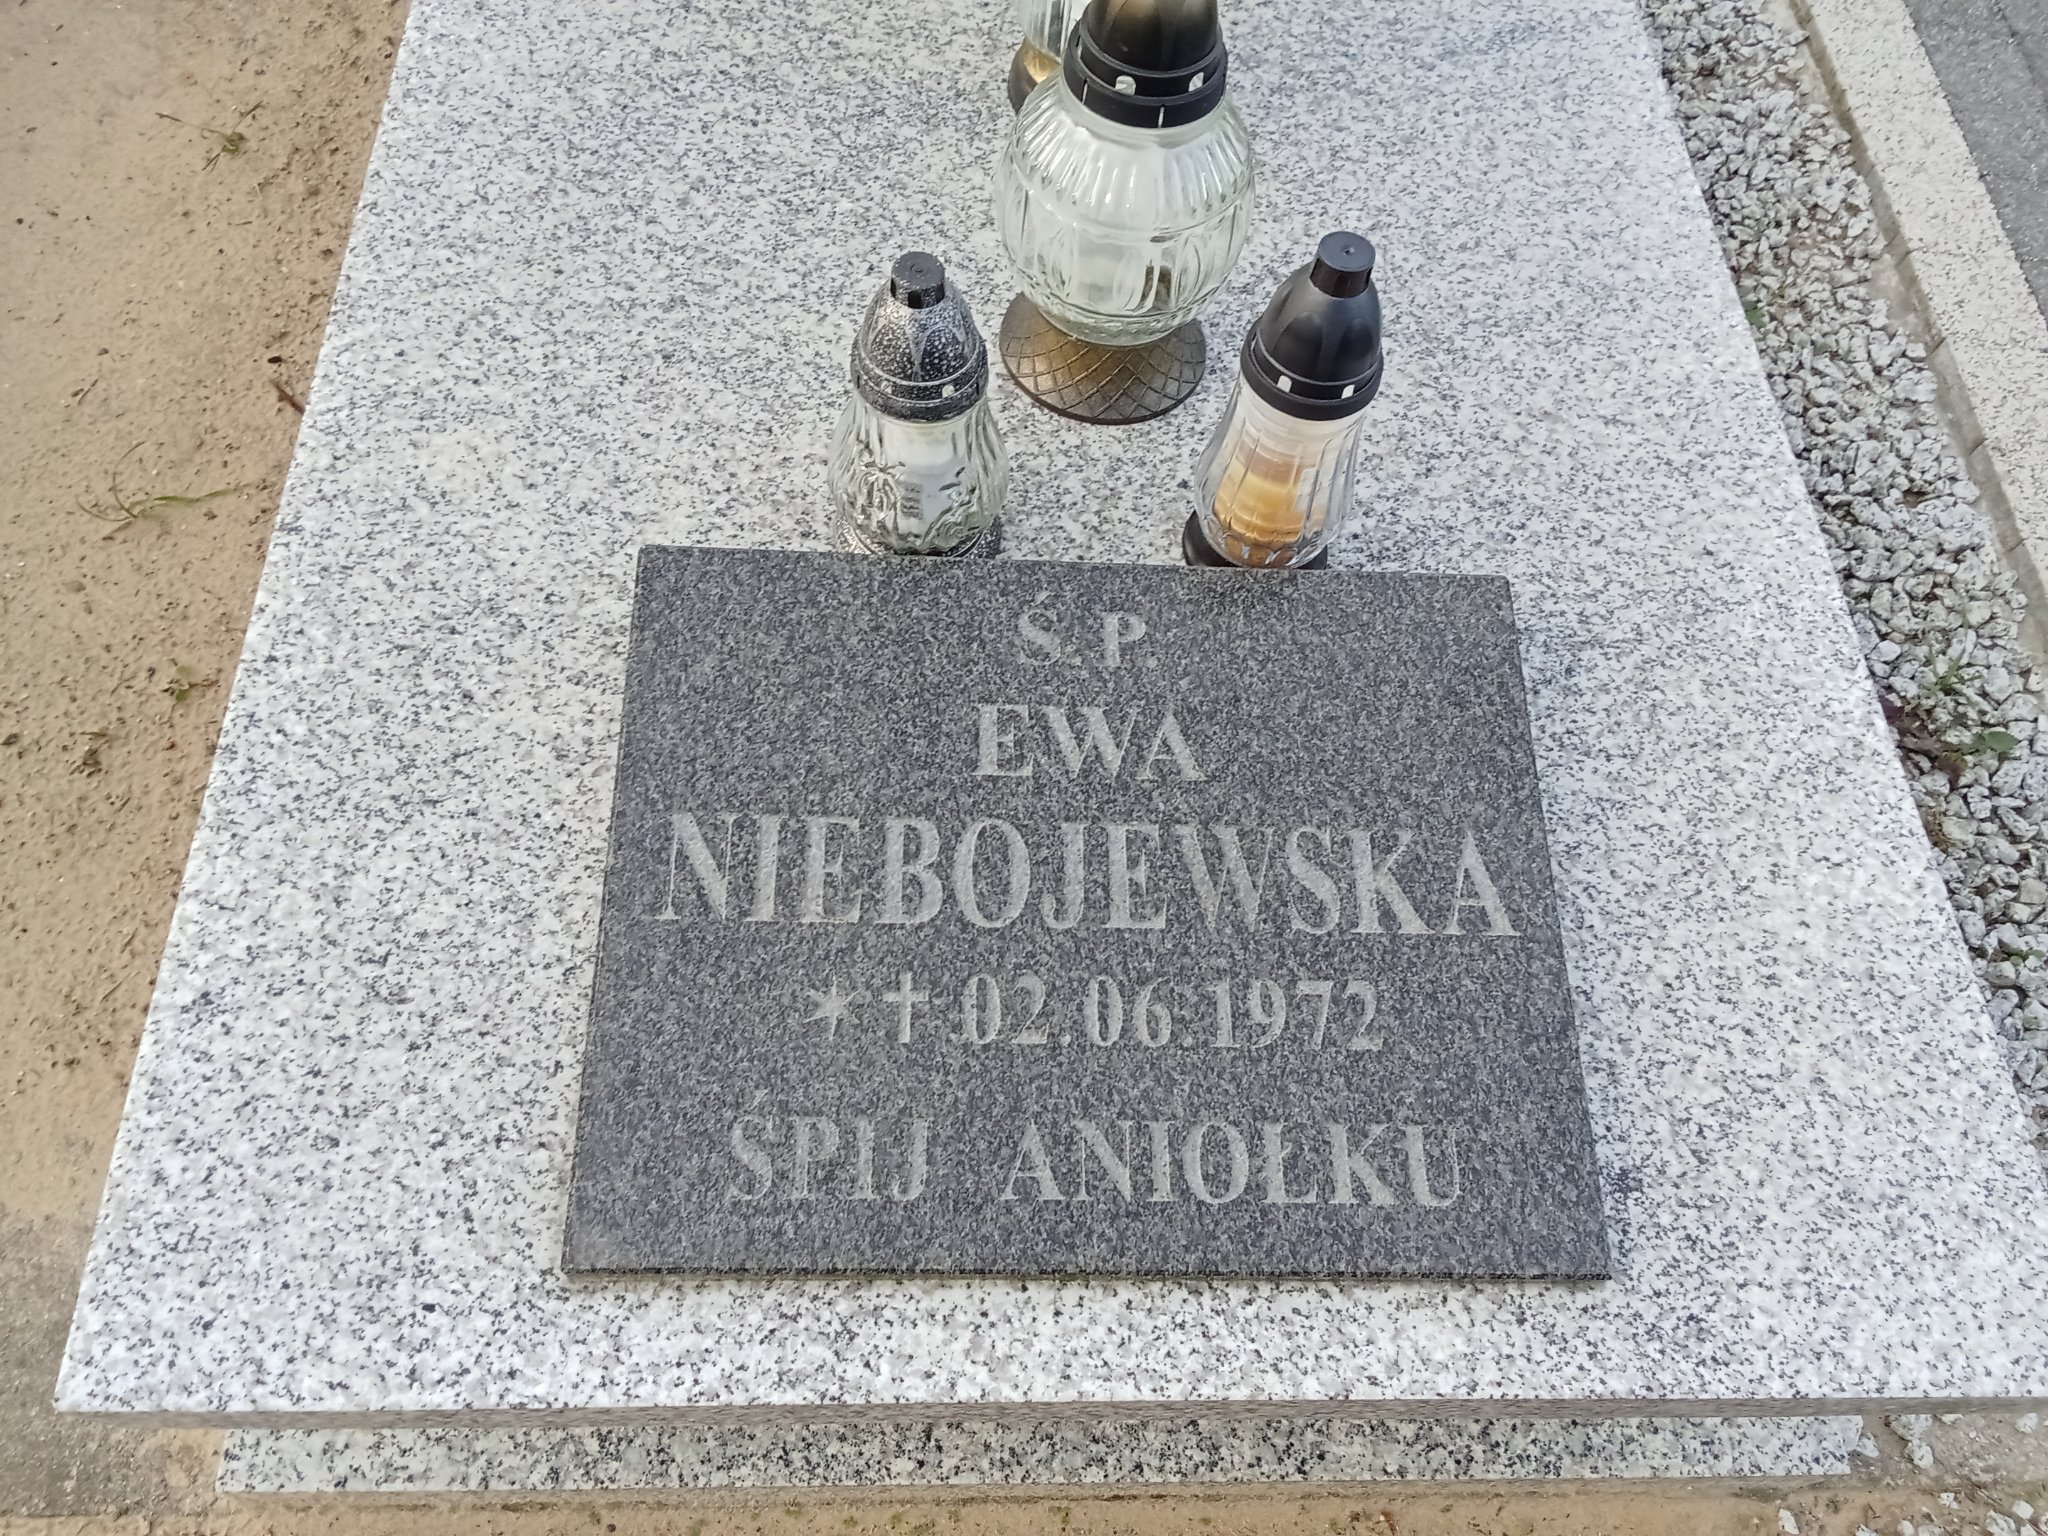 Ś P
EWA
NIEBOJEWSKA
✶ ✝ 02.06.1972
ŚPIJ ANIOŁKU